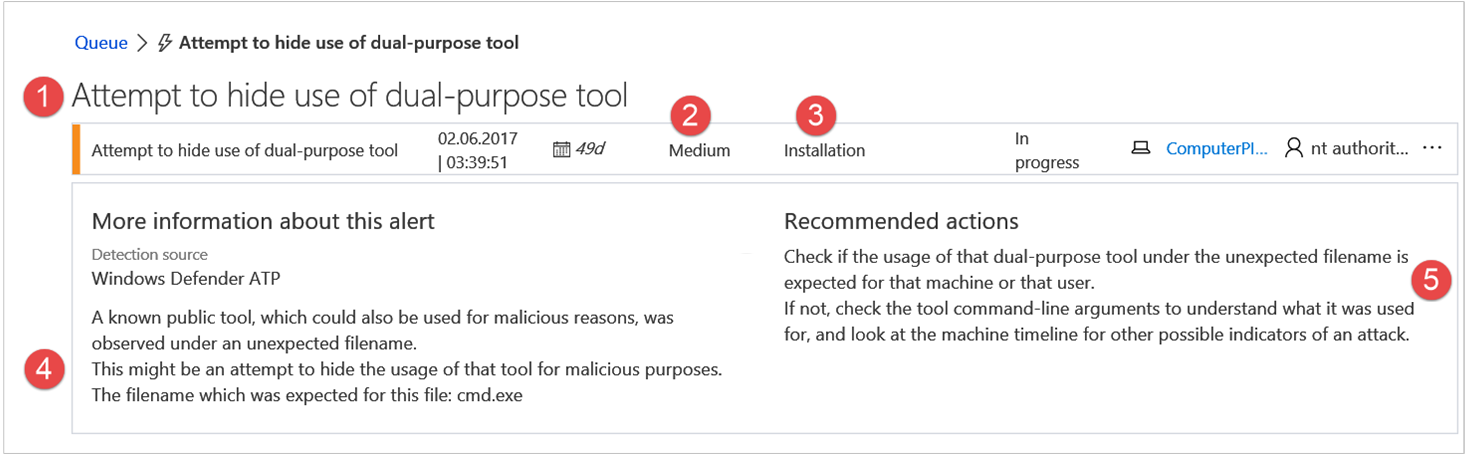 Queue > Attempt to hide use of dual-purpose tool
1 Attempt to hide use of dual-purpose tool
2 3
Attempt to hide use of dual-purpose tool 02.06.2017 49d Medium Installation In ComputerPI... nt authorit... ...
| 03:39:51 progress
More information about this alert
Detection source
Windows Defender ATP
A known public tool, which could also be used for malicious reasons, was
observed under an unexpected filename.
4
This might be an attempt to hide the usage of that tool for malicious purposes.
The filename which was expected for this file: cmd.exe
Recommended actions
Check if the usage of that dual-purpose tool under the unexpected filename is
expected for that machine or that user.
5
If not, check the tool command-line arguments to understand what it was used
for, and look at the machine timeline for other possible indicators of an attack.